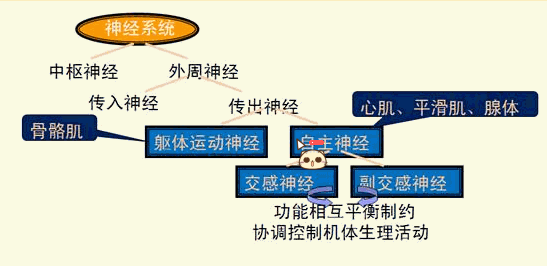 神经系统
中枢神经
外周神经
传入神经
传出神经
心肌、平滑肌、腺体
骨骼肌
躯体运动神经
自主神经
交感神经
副交感神经
功能相互平衡制约
协调控制机体生理活动